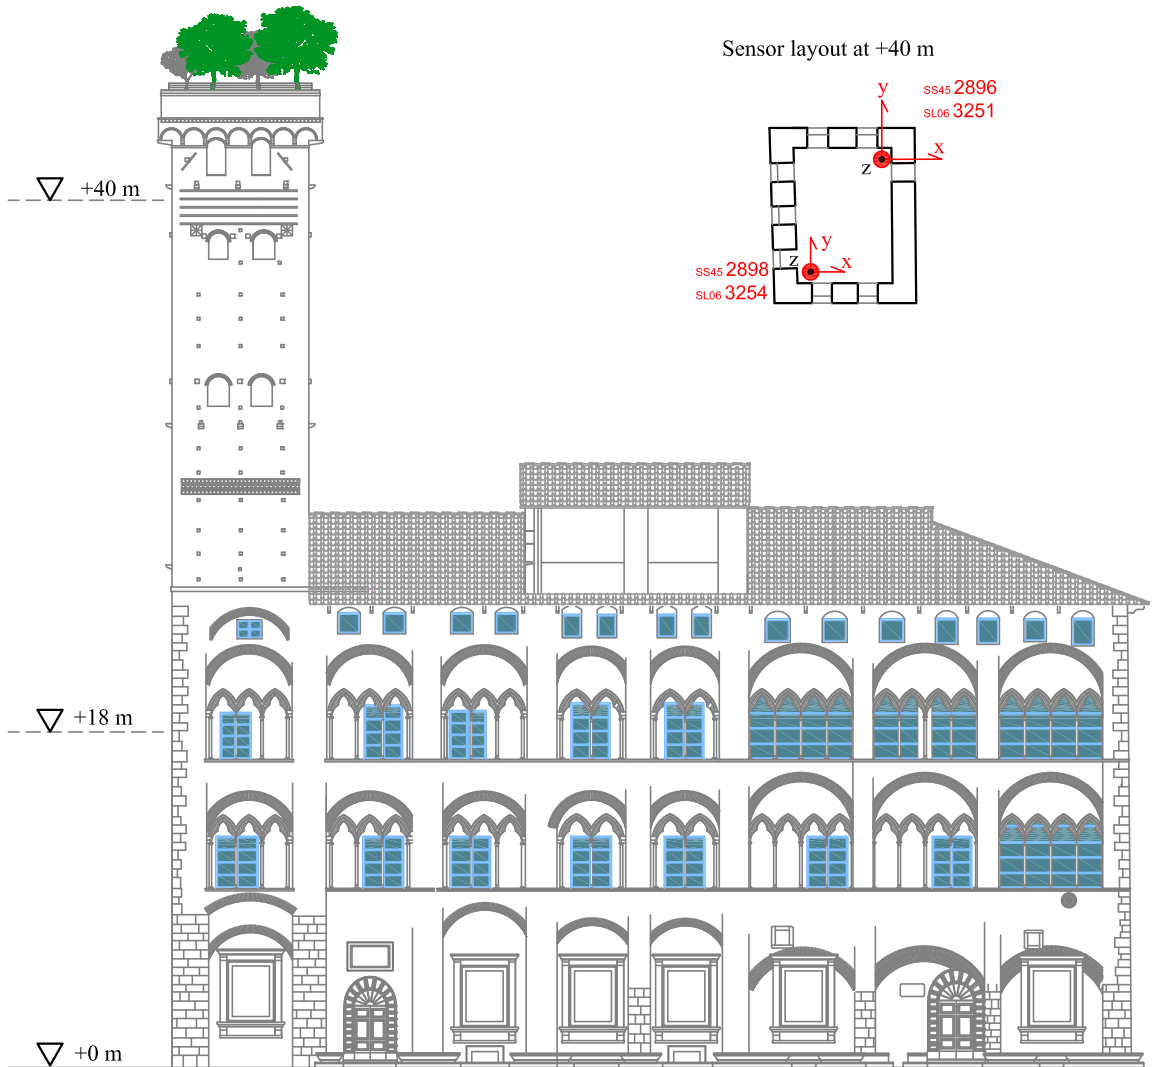 Sensor layout at +40 m
y
SS45 2896
SL06 3251
x
z
+40 m
y
z
x
SS45 2898
SL06 3254
+18 m
+0 m